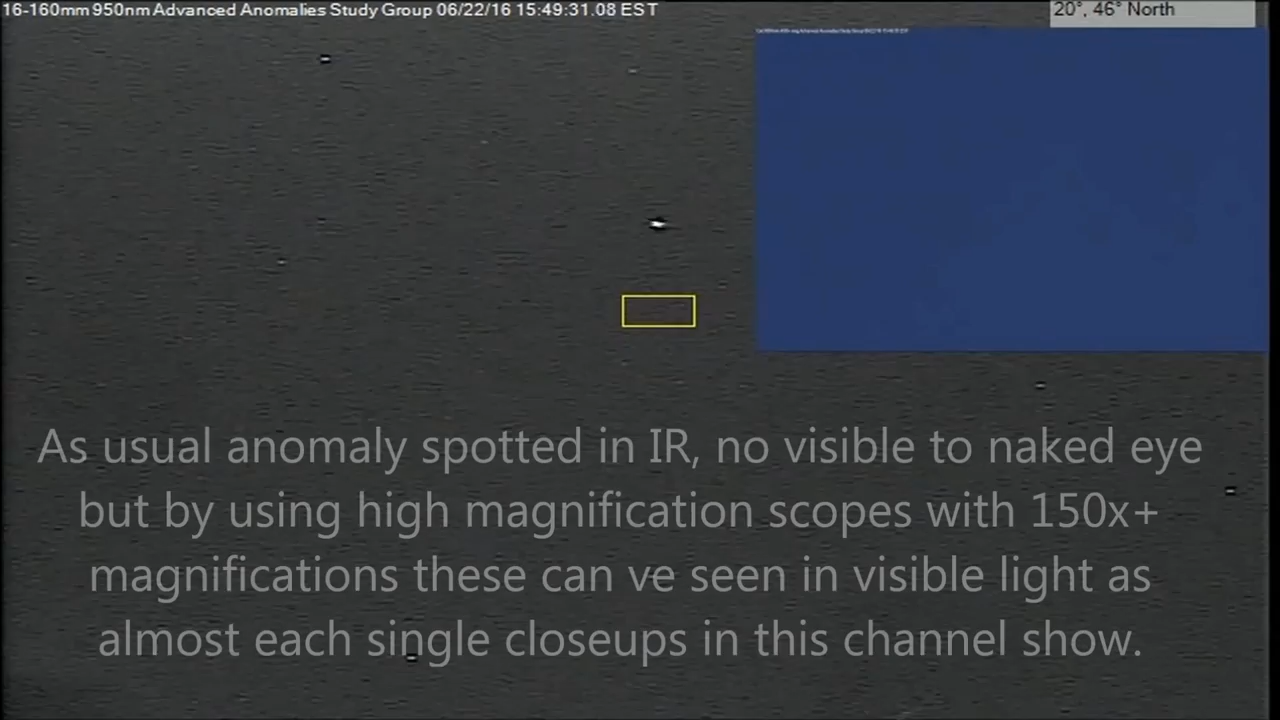 16-160mm 950nm Advanced Anomalies Study Group 06/22/16 15:49:31.08 EST
20°, 46° North
As usual anomaly spotted in IR, no visible to naked eye
but by using high magnification scopes with 150x+
magnifications these can ve seen in visible light as
almost each single closeups in this channel show.